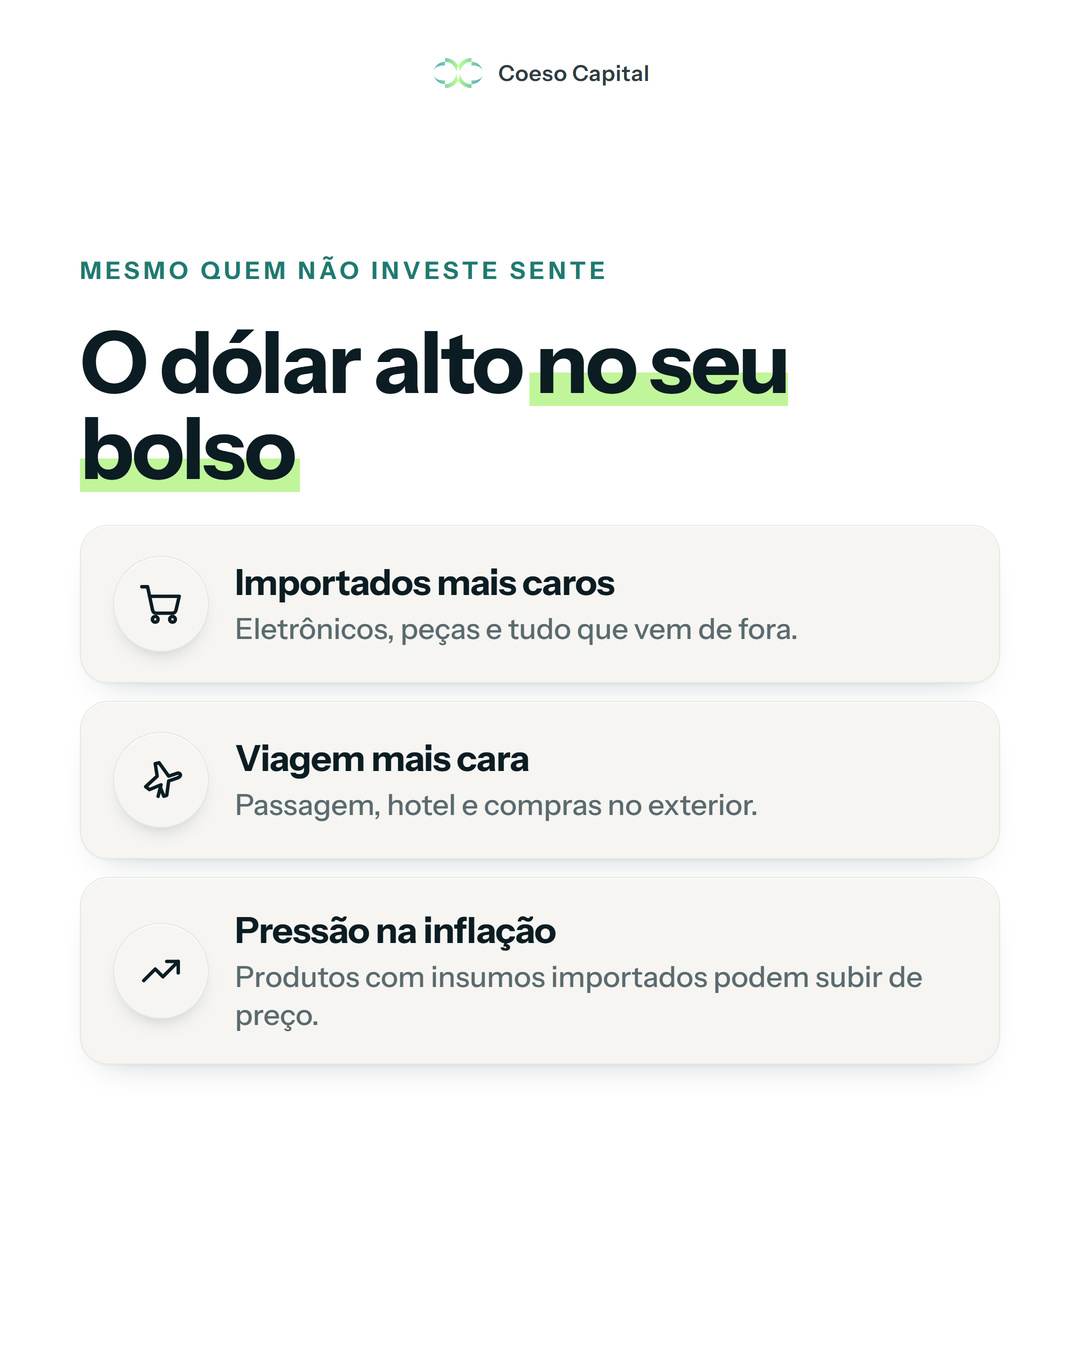 Coeso Capital
MESMO QUEM NÃO INVESTE SENTE
O dólar alto no seu
bolso
Importados mais caros
Eletrônicos, peças e tudo que vem de fora.
Viagem mais cara
Passagem, hotel e compras no exterior.
Pressão na inflação
Produtos com insumos importados podem subir de
preço.